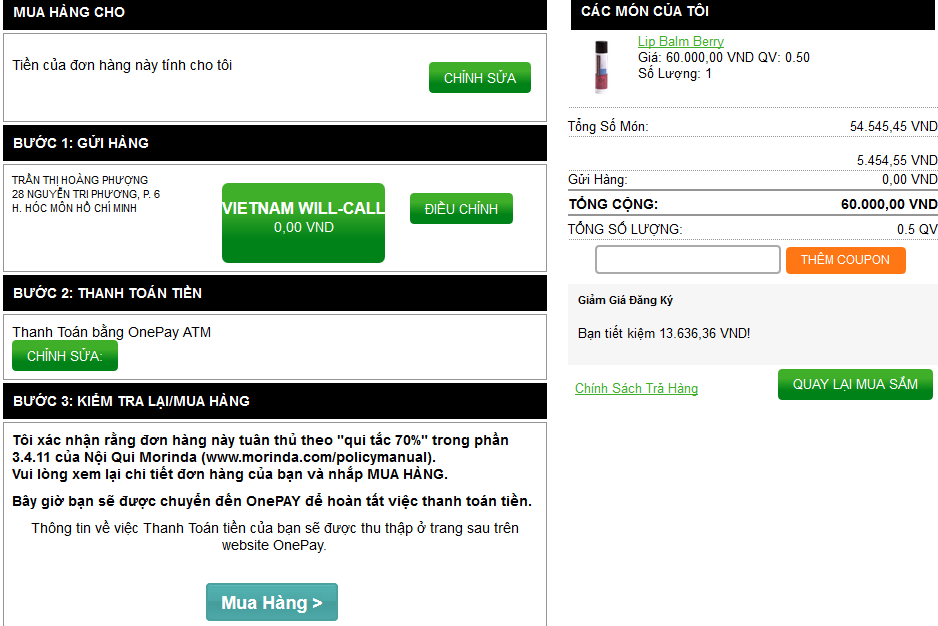 MUA HÀNG CHO
Tiền của đơn hàng này tính cho tôi
CHỈNH SỬA
BƯỚC 1: GỬI HÀNG
TRẦN THỊ HOÀNG PHƯỢNG
28 NGUYỄN TRI PHƯƠNG, P. 6
H. HÓC MÔN HỒ CHÍ MINH
VIETNAM WILL-CALL
0,00 VND
ĐIỀU CHỈNH
BƯỚC 2: THANH TOÁN TIỀN
Thanh Toán bằng OnePay ATM
CHỈNH SỬA:
BƯỚC 3: KIỂM TRA LẠI/MUA HÀNG
Tôi xác nhận rằng đơn hàng này tuân thủ theo "qui tắc 70%" trong phần
3.4.11 của Nội Qui Morinda (www.morinda.com/policymanual).
Vui lòng xem lại chi tiết đơn hàng của bạn và nhấp MUA HÀNG.
Bây giờ bạn sẽ được chuyển đến OnePAY để hoàn tất việc thanh toán tiền.
Thông tin về việc Thanh Toán tiền của bạn sẽ được thu thập ở trang sau trên
website OnePay.
Mua Hàng >
CÁC MÓN CỦA TÔI
Lip Balm Berry
Giá: 60.000,00 VND QV: 0.50
Số Lượng: 1
Tổng Số Món: 54.545,45 VND
5.454,55 VND
Gửi Hàng: 0,00 VND
TỔNG CỘNG: 60.000,00 VND
TỔNG SỐ LƯỢNG: 0.5 QV
THÊM COUPON
Giảm Giá Đăng Ký
Bạn tiết kiệm 13.636,36 VND!
Chính Sách Trả Hàng
QUAY LẠI MUA SẮM